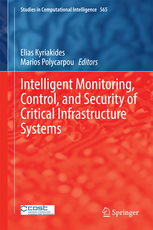 Studies in Computational Intelligence 565
Elias Kyriakides
Marios Polycarpou Editors
Intelligent Monitoring,
Control, and Security of
Critical Infrastructure
Systems
cost
Springer